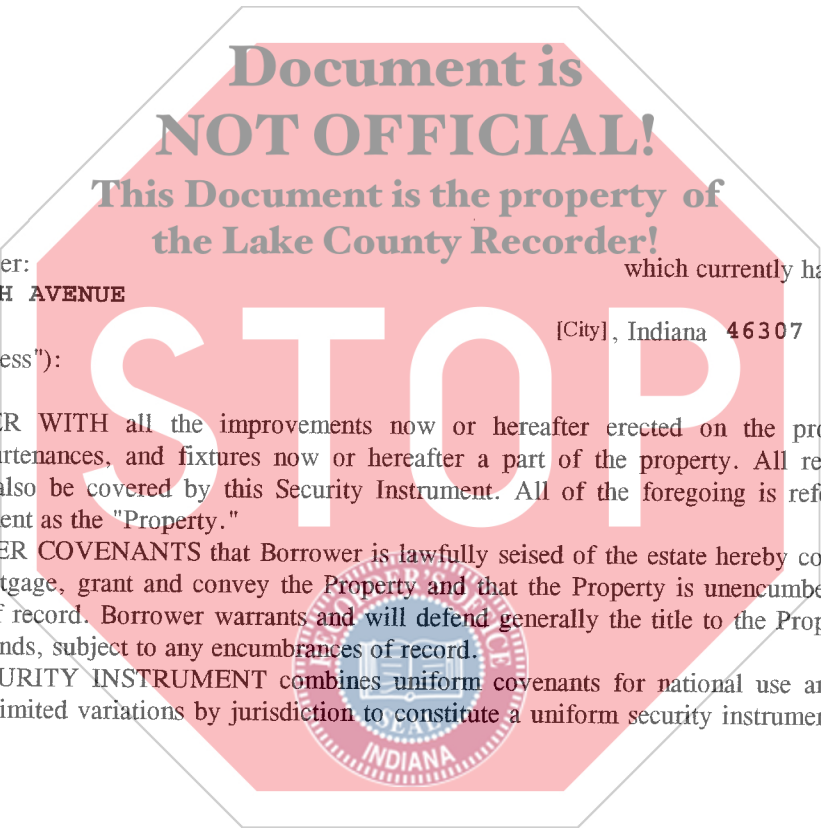 Document is
NOT OFFICIAL!
This Document is the property of
the Lake County Recorder!
er:
which currently ha
H AVENUE
[City], Indiana 46307
ess"):
STOP
ER WITH all the improvements now or hereafter erected on the pro
urtenances, and fixtures now or hereafter a part of the property. All re
also be covered by this Security Instrument. All of the foregoing is refe
ent as the "Property."
ER COVENANTS that Borrower is lawfully seised of the estate hereby co
tgage, grant and convey the Property and that the Property is unencumbe
f record. Borrower warrants and will defend generally the title to the Prop
nds, subject to any encumbrances of record.
URITY INSTRUMENT combines uniform covenants for national use an
imited variations by jurisdiction to constitute a uniform security instrumen
RECORDER'S OFFICE
SEAL
INDIANA